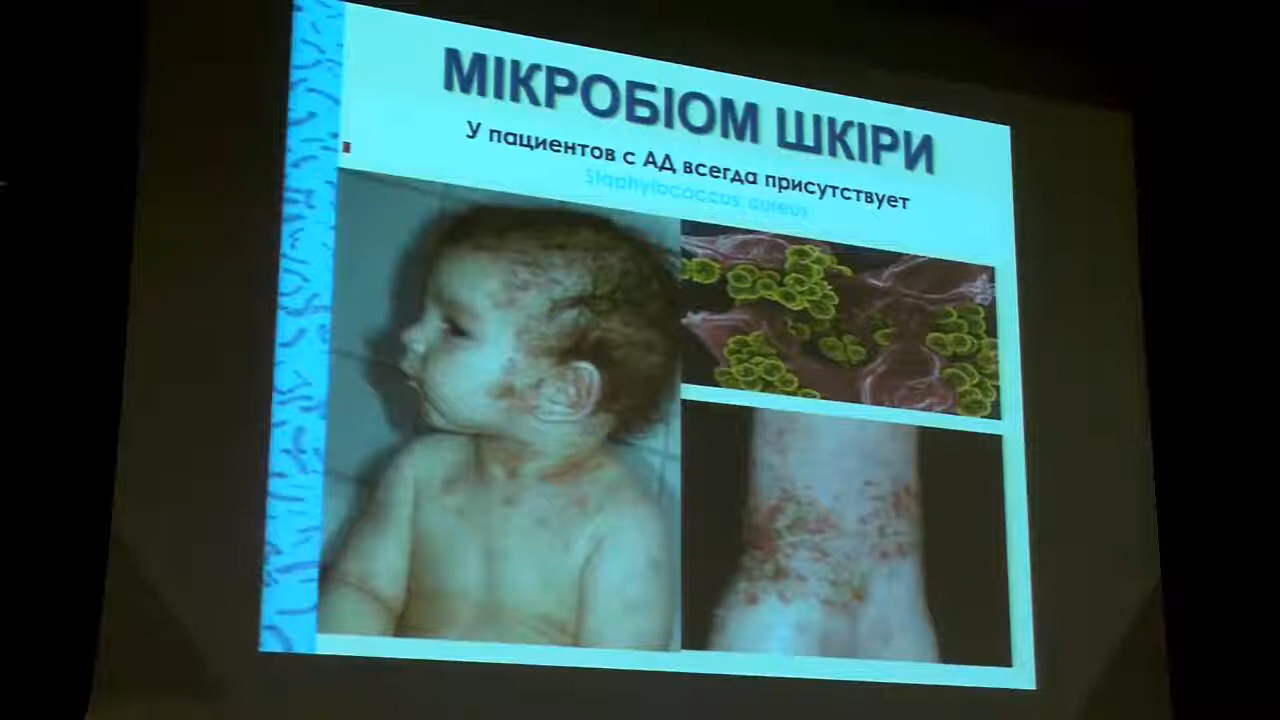 МІКРОБІОМ ШКІРИ
У пациентов с АД всегда присутствует
Staphylococcus aureus